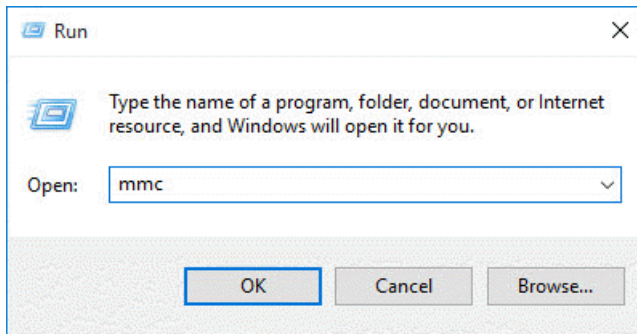 Run
Type the name of a program, folder, document, or Internet
resource, and Windows will open it for you.
Open: mmc
OK Cancel Browse...